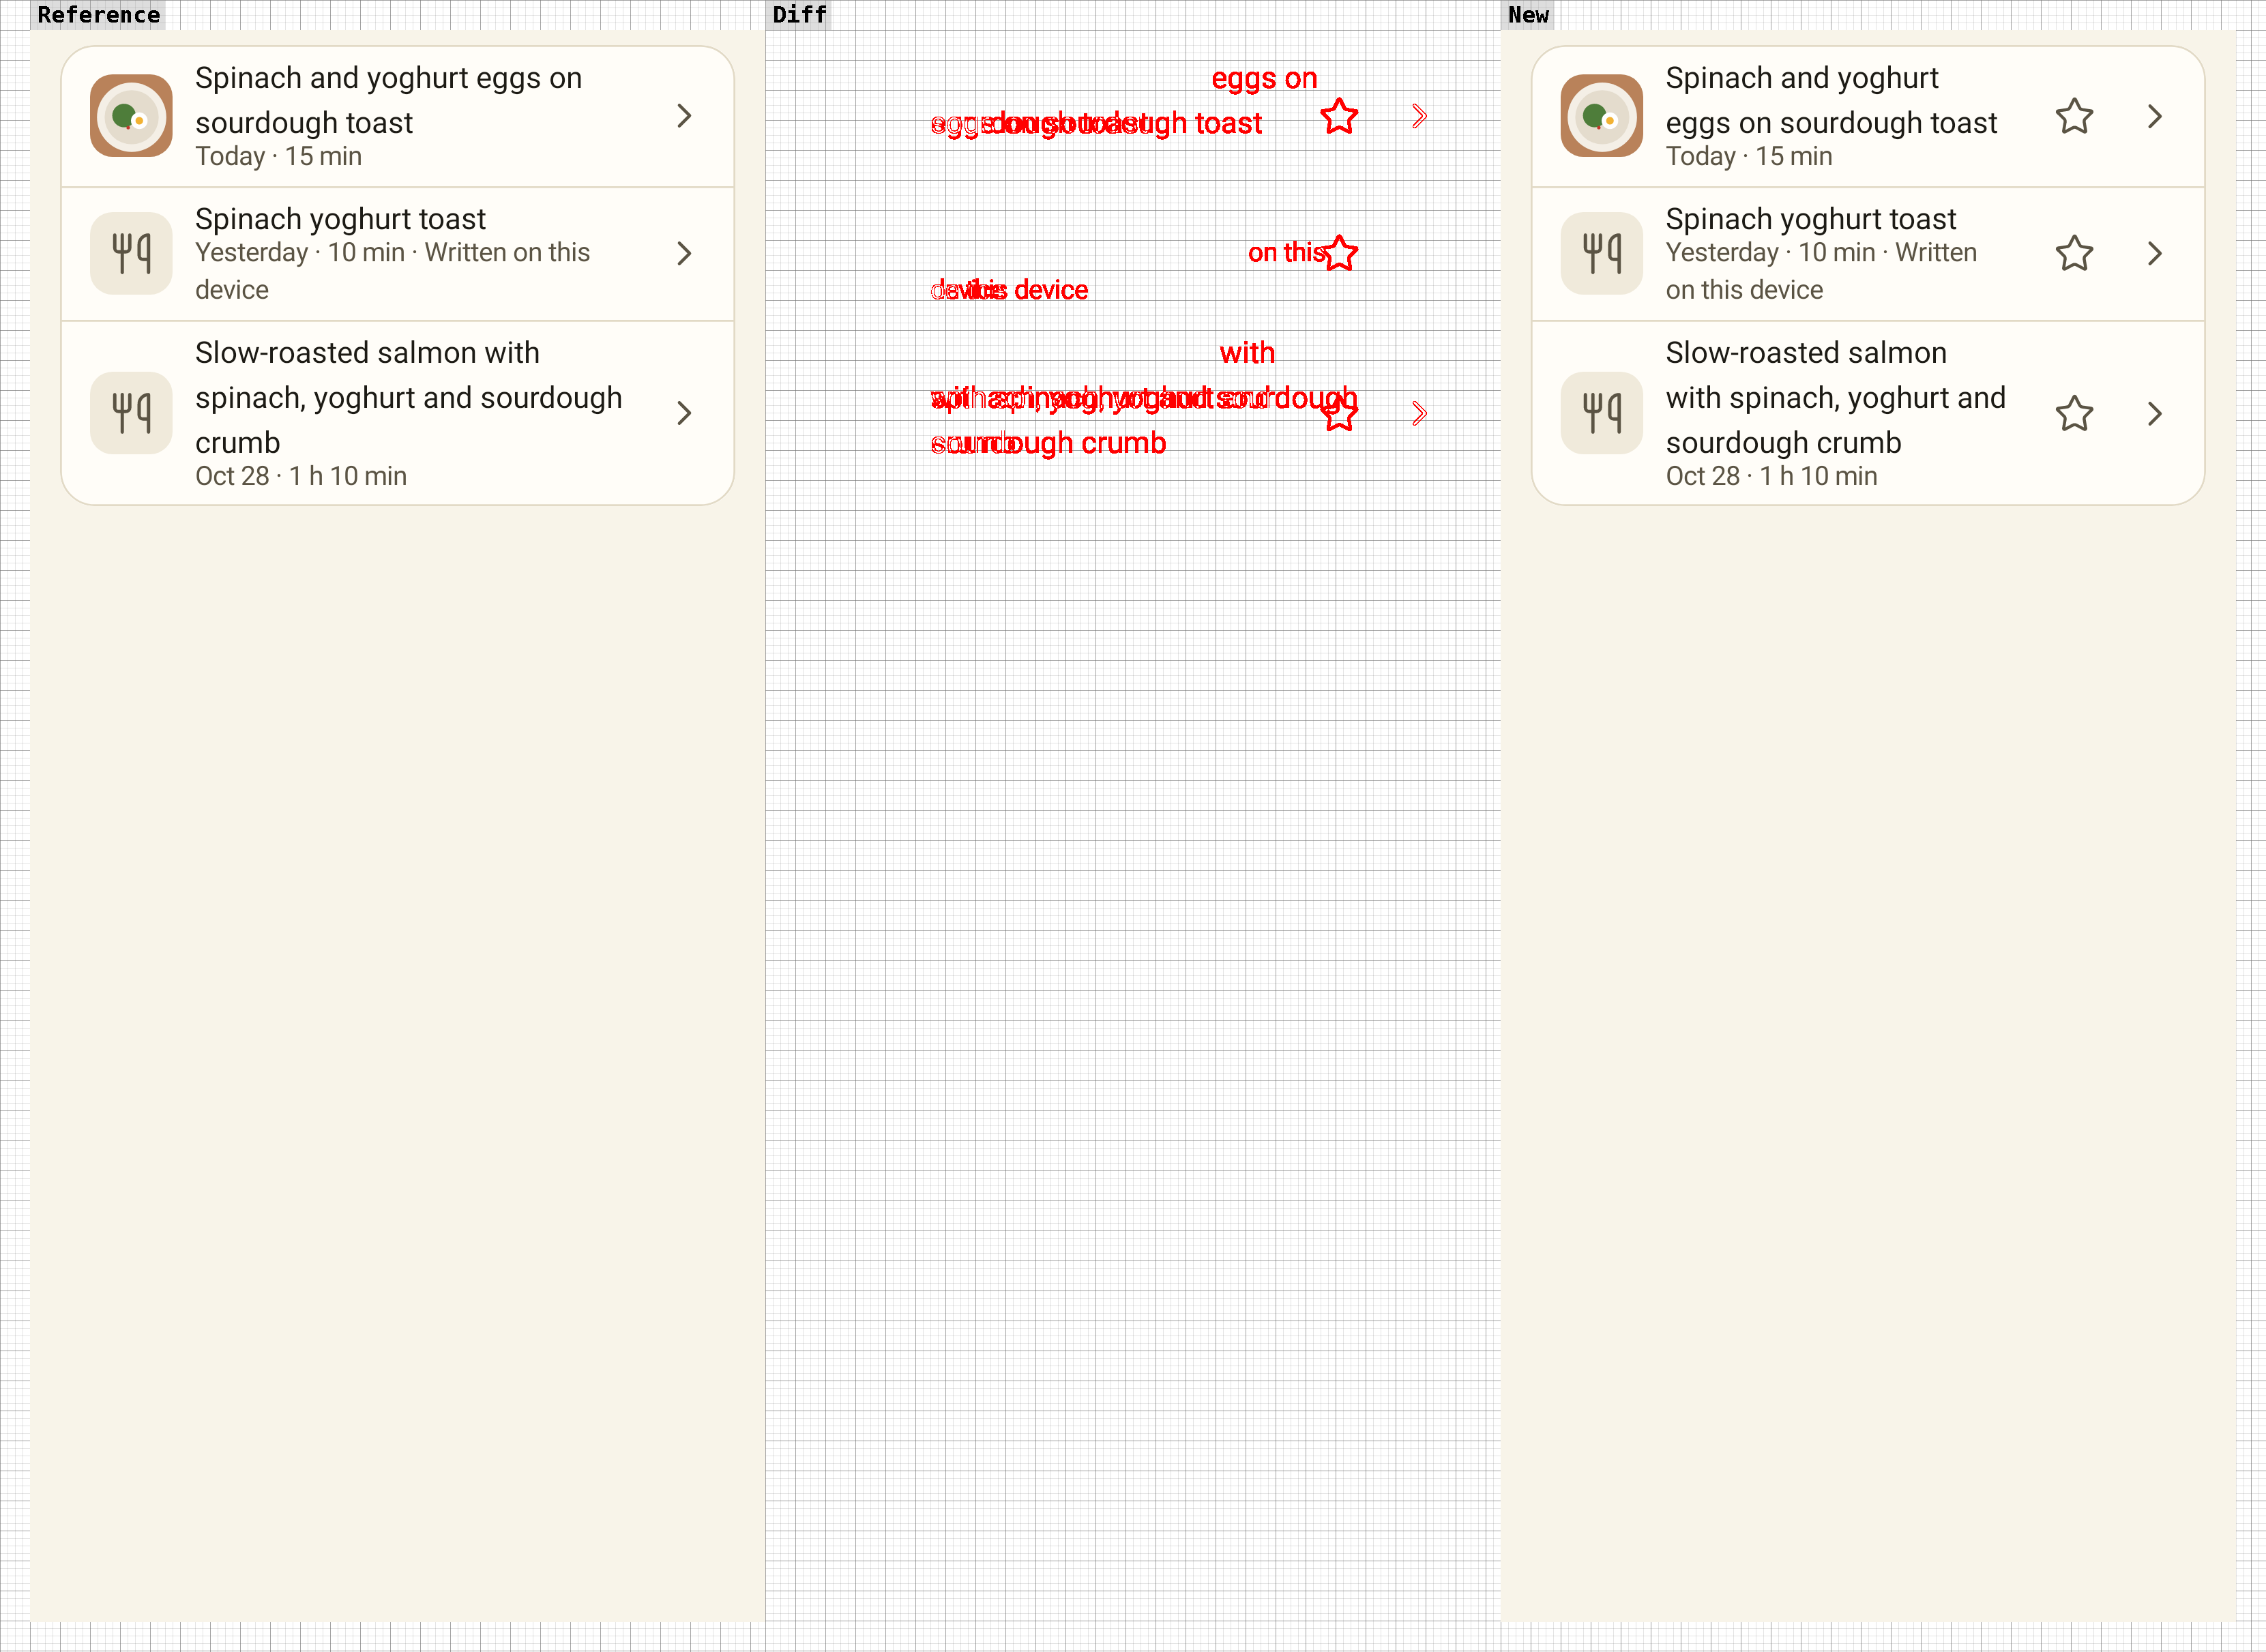 Reference
Spinach and yoghurt eggs on
sourdough toast
Today · 15 min
Spinach yoghurt toast
Yesterday · 10 min · Written on this
device
Slow-roasted salmon with
spinach, yoghurt and sourdough
crumb
Oct 28 · 1 h 10 min
Diff
eggs on
toast
on this
device
with
sourdough
crumb
New
Spinach and yoghurt
eggs on sourdough toast
Today · 15 min
Spinach yoghurt toast
Yesterday · 10 min · Written
on this device
Slow-roasted salmon
with spinach, yoghurt and
sourdough crumb
Oct 28 · 1 h 10 min